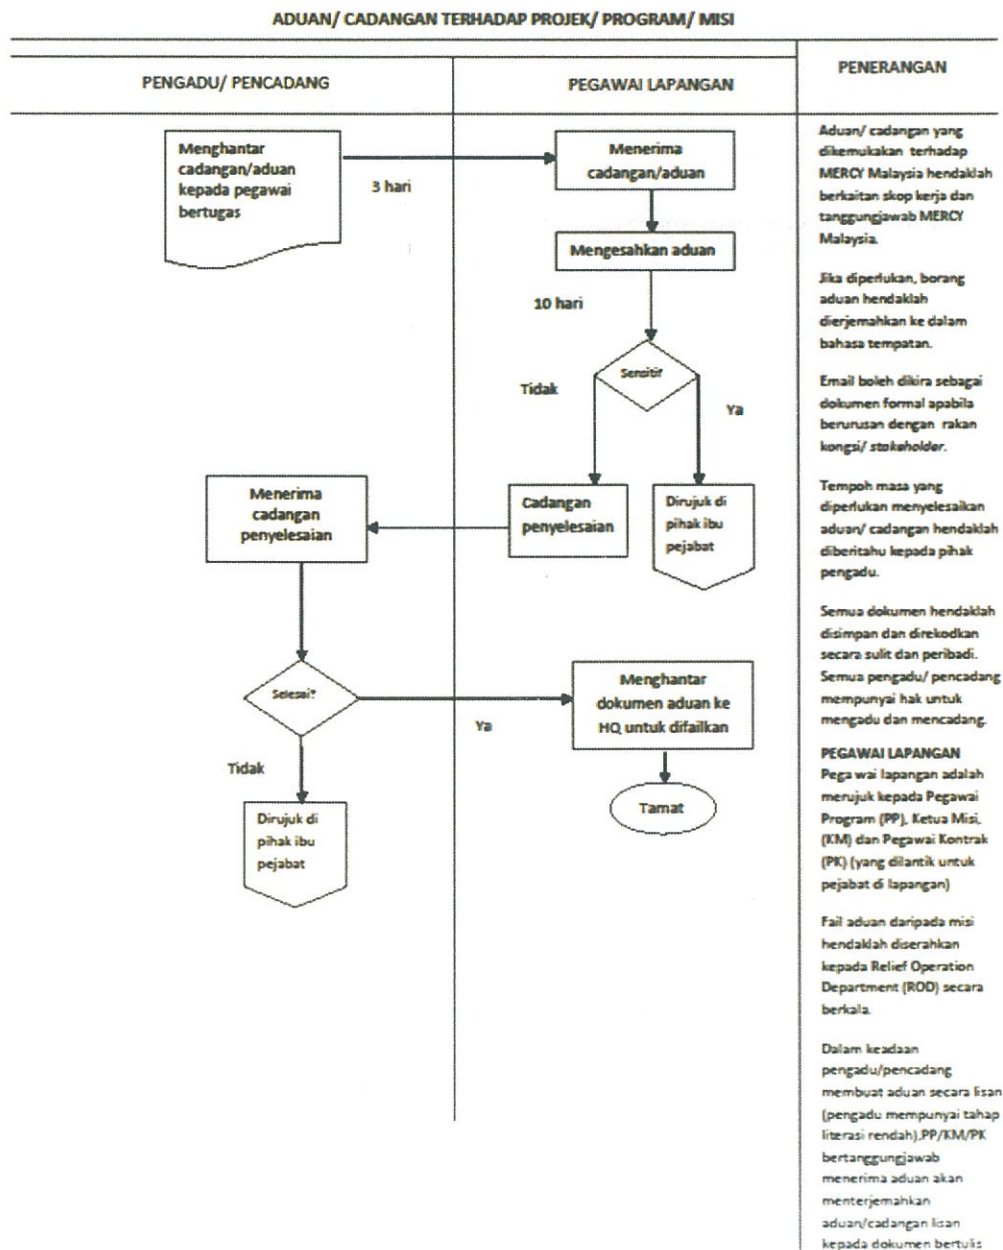 ADUAN/ CADANGAN TERHADAP PROJEK/ PROGRAM/ MISI
PENGADU/ PENCADANG
PEGAWAI LAPANGAN
PENERANGAN
Menghantar
cadangan/aduan
kepada pegawai
bertugas
3 hari
Menerima
cadangan/aduan
Mengesahkan aduan
10 hari
Sensitif
Tidak
Ya
Menerima
cadangan
penyelesaian
Cadangan
penyelesaian
Dirujuk di
pihak ibu
pejabat
Selesai?
Ya
Tidak
Menghantar
dokumen aduan ke
HQ untuk difailkan
Dirujuk di
pihak ibu
pejabat
Tamat
Aduan/ cadangan yang
dikemukakan terhadap
MERCY Malaysia hendaklah
berkaitan skop kerja dan
tanggungjawab MERCY
Malaysia.
Jika diperlukan, borang
aduan hendaklah
dierjemahkan ke dalam
bahasa tempatan.
Email boleh dikira sebagai
dokumen formal apabila
berurusan dengan rakan
kongsi/ stakeholder.
Tempoh masa yang
diperlukan menyelesaikan
aduan/ cadangan hendaklah
diberitahu kepada pihak
pengadu.
Semua dokumen hendaklah
disimpan dan direkodkan
secara sulit dan peribadi.
Semua pengadu/ pencadang
mempunyai hak untuk
mengadu dan mencadang.
PEGAWAI LAPANGAN
Pega wai lapangan adalah
merujuk kepada Pegawai
Program (PP), Ketua Misi,
(KM) dan Pegawai Kontrak
(PK) (yang dilantik untuk
pejabat di lapangan)
Fail aduan daripada misi
hendaklah diserahkan
kepada Relief Operation
Department (ROD) secara
berkala.
Dalam keadaan
pengadu/pencadang
membuat aduan secara lisan
(pengadu mempunyai tahap
literasi rendah),PP/KM/PK
bertanggungjawab
menerima aduan akan
menterjemahkan
aduan/cadangan lisan
kepada dokumen bertulis